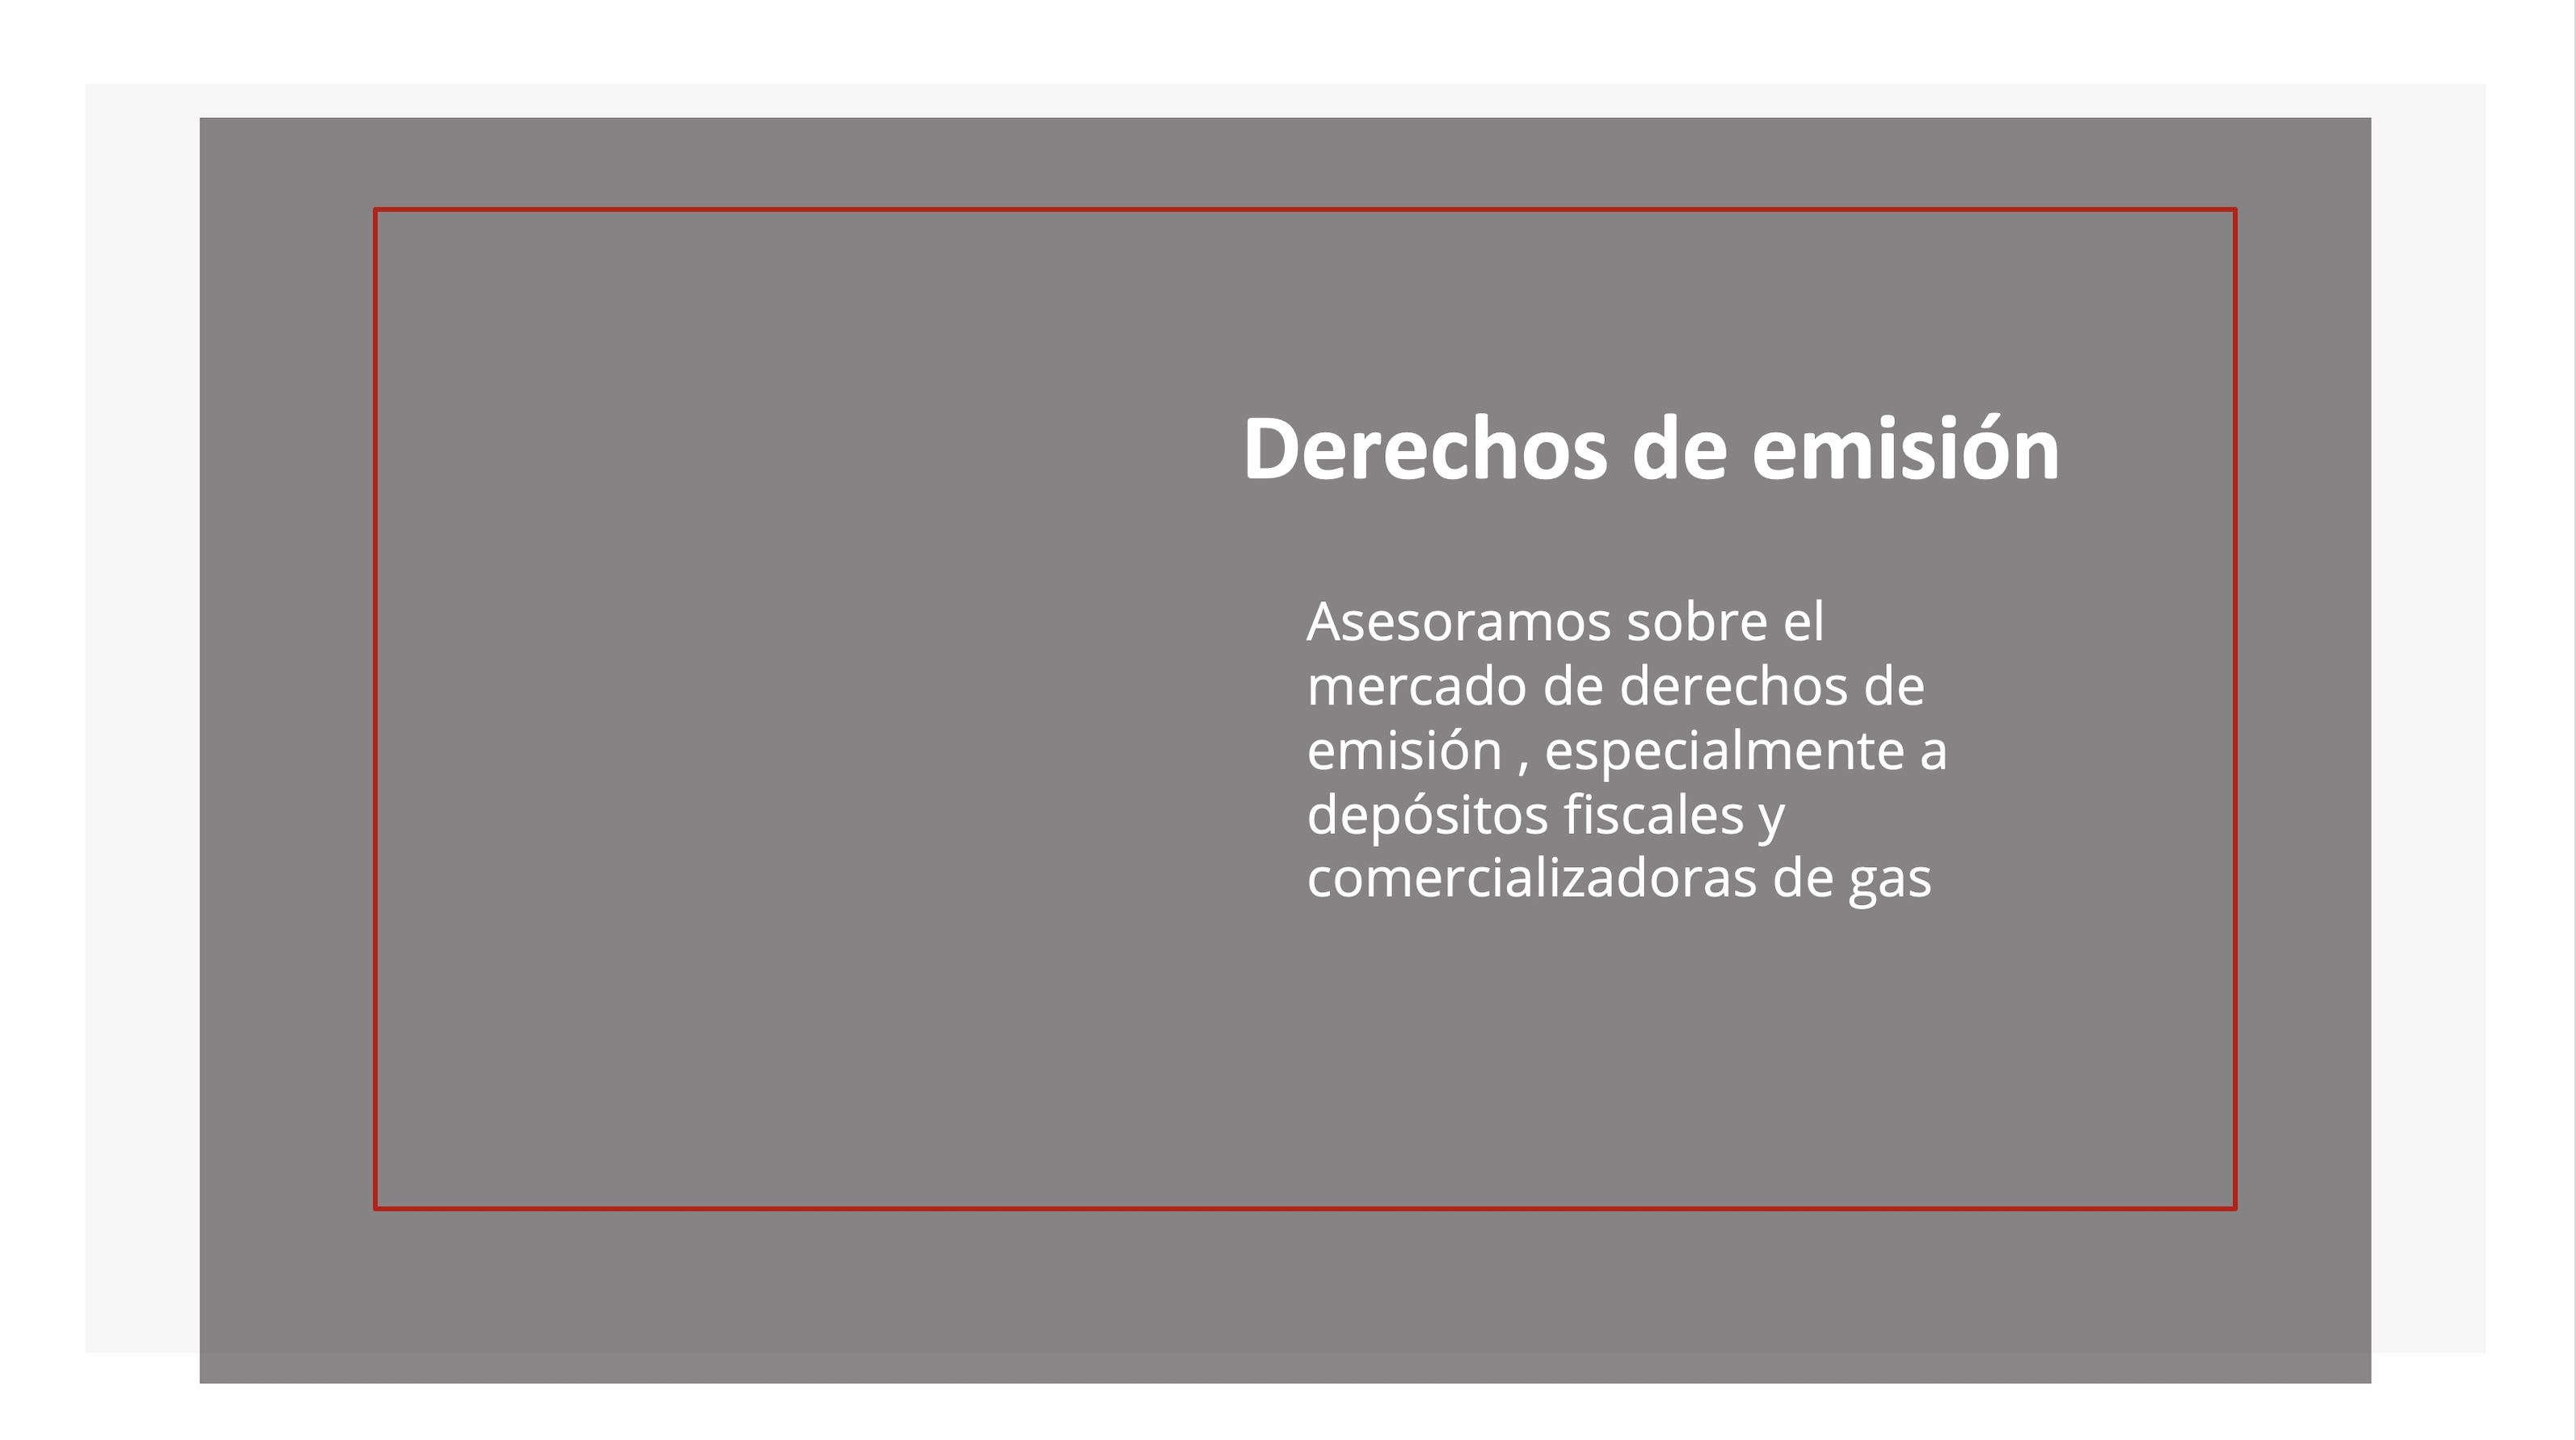 Derechos de emisión
Asesoramos sobre el
mercado de derechos de
emisión , especialmente a
depósitos fiscales y
comercializadoras de gas